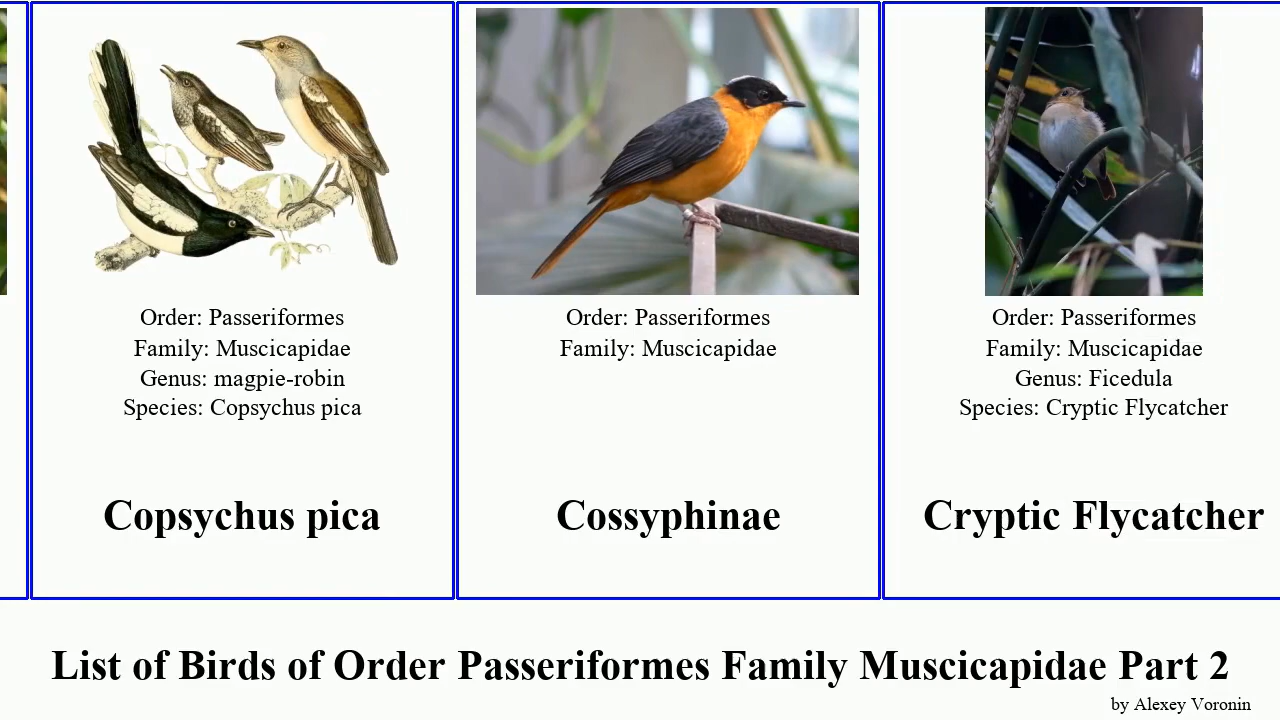 Order: Passeriformes
Family: Muscicapidae
Genus: magpie-robin
Species: Copsychus pica
Copsychus pica
Order: Passeriformes
Family: Muscicapidae
Cossyphinae
Order: Passeriformes
Family: Muscicapidae
Genus: Ficedula
Species: Cryptic Flycatcher
Cryptic Flycatcher
List of Birds of Order Passeriformes Family Muscicapidae Part 2
by Alexey Voronin